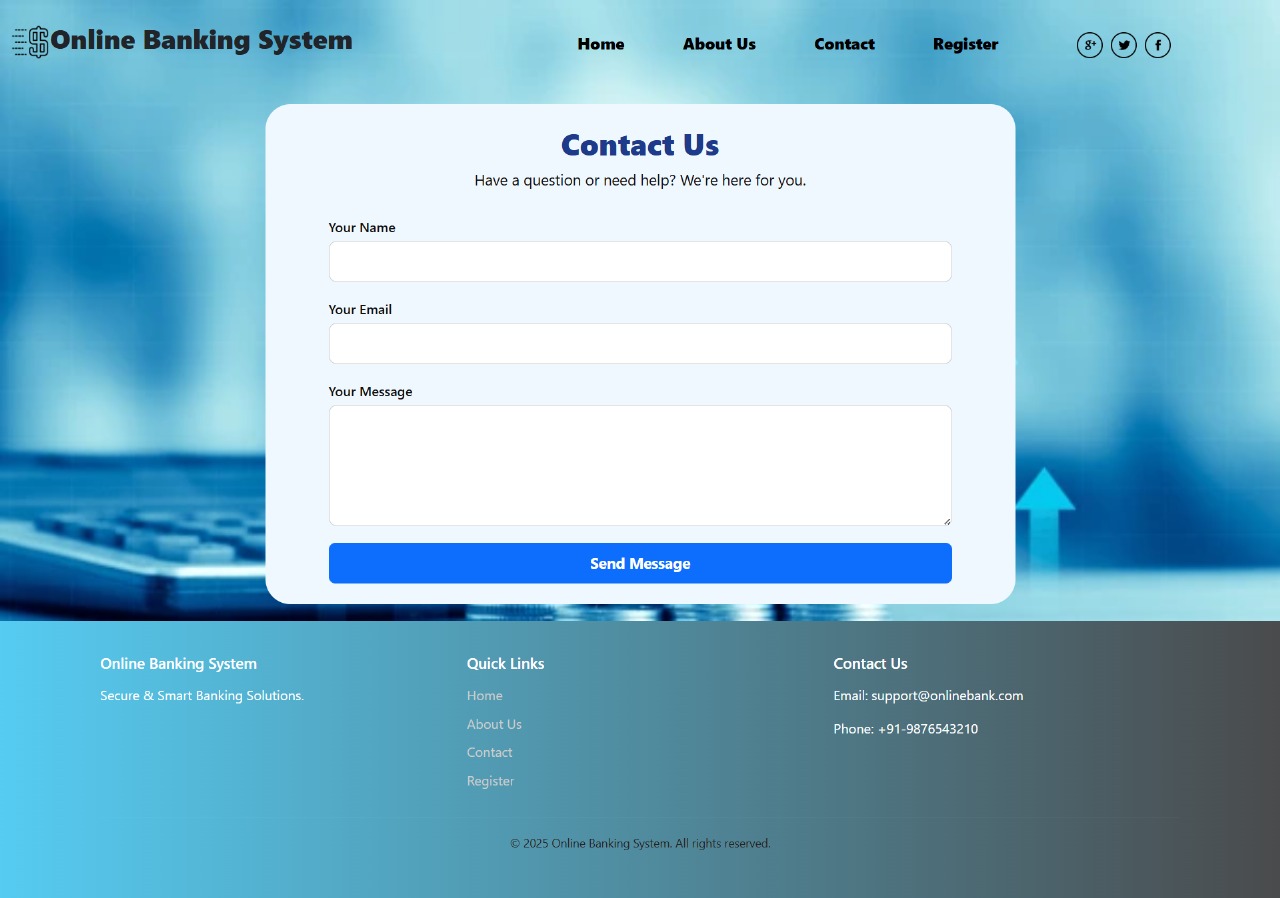 Online Banking System
Home About Us Contact Register
Contact Us
Have a question or need help? We're here for you.
Your Name
Your Email
Your Message
Send Message
Online Banking System
Secure & Smart Banking Solutions.
Quick Links
Home
About Us
Contact
Register
Contact Us
Email: support@onlinebank.com
Phone: +91-9876543210
© 2025 Online Banking System. All rights reserved.